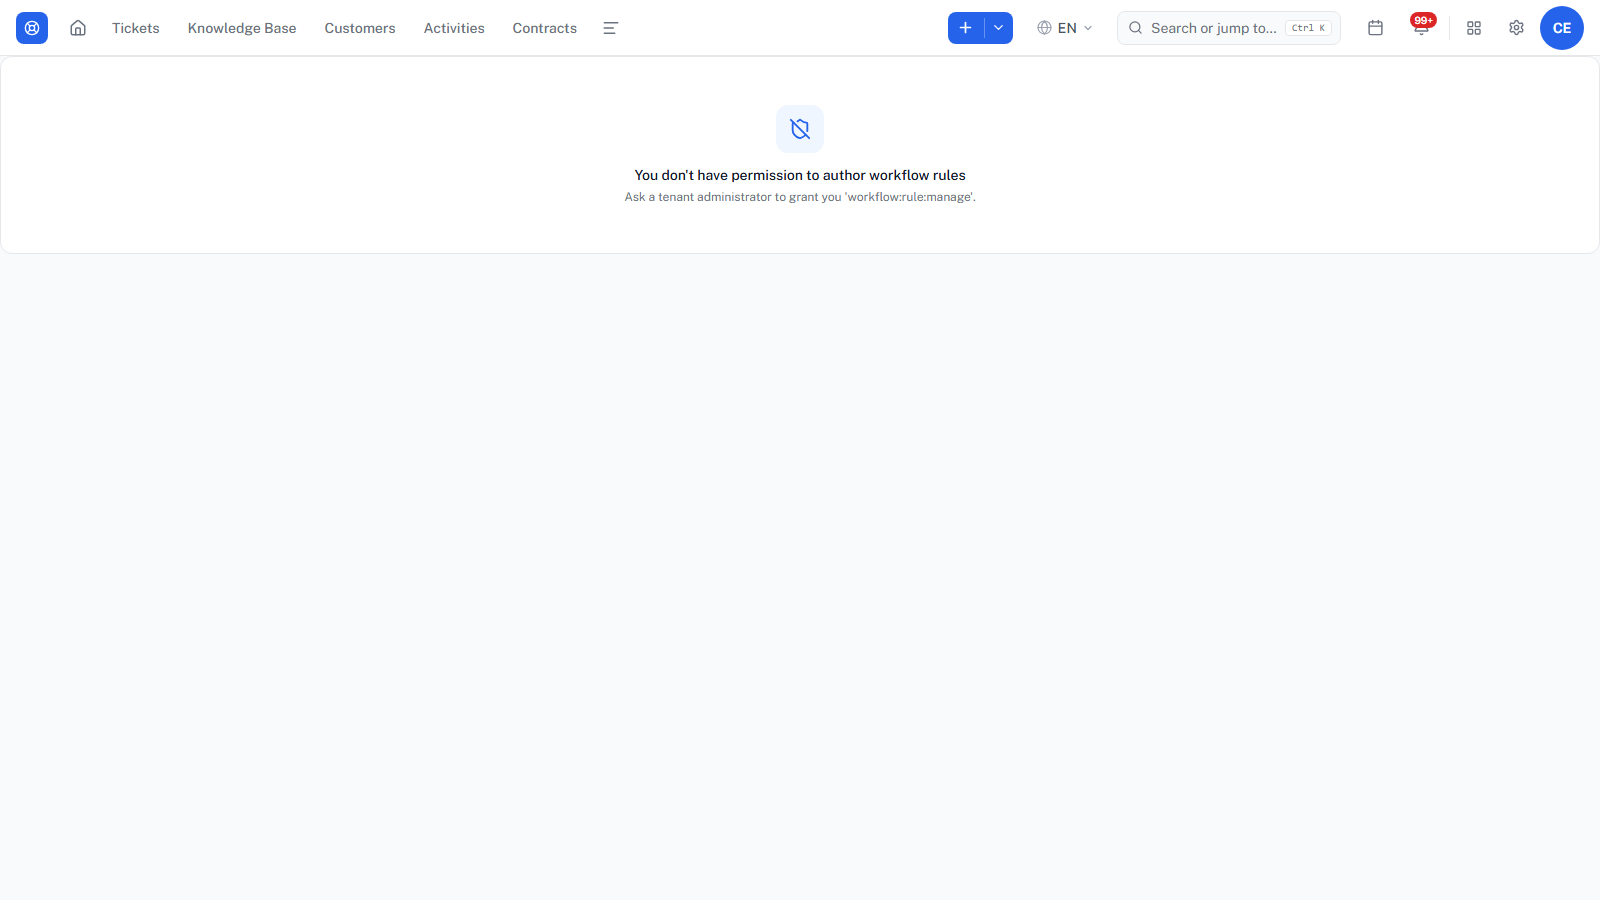 Tickets
Knowledge Base
Customers
Activities
Contracts
EN
Search or jump to...
Ctrl K
99+
CE
You don't have permission to author workflow rules
Ask a tenant administrator to grant you 'workflow:rule:manage'.